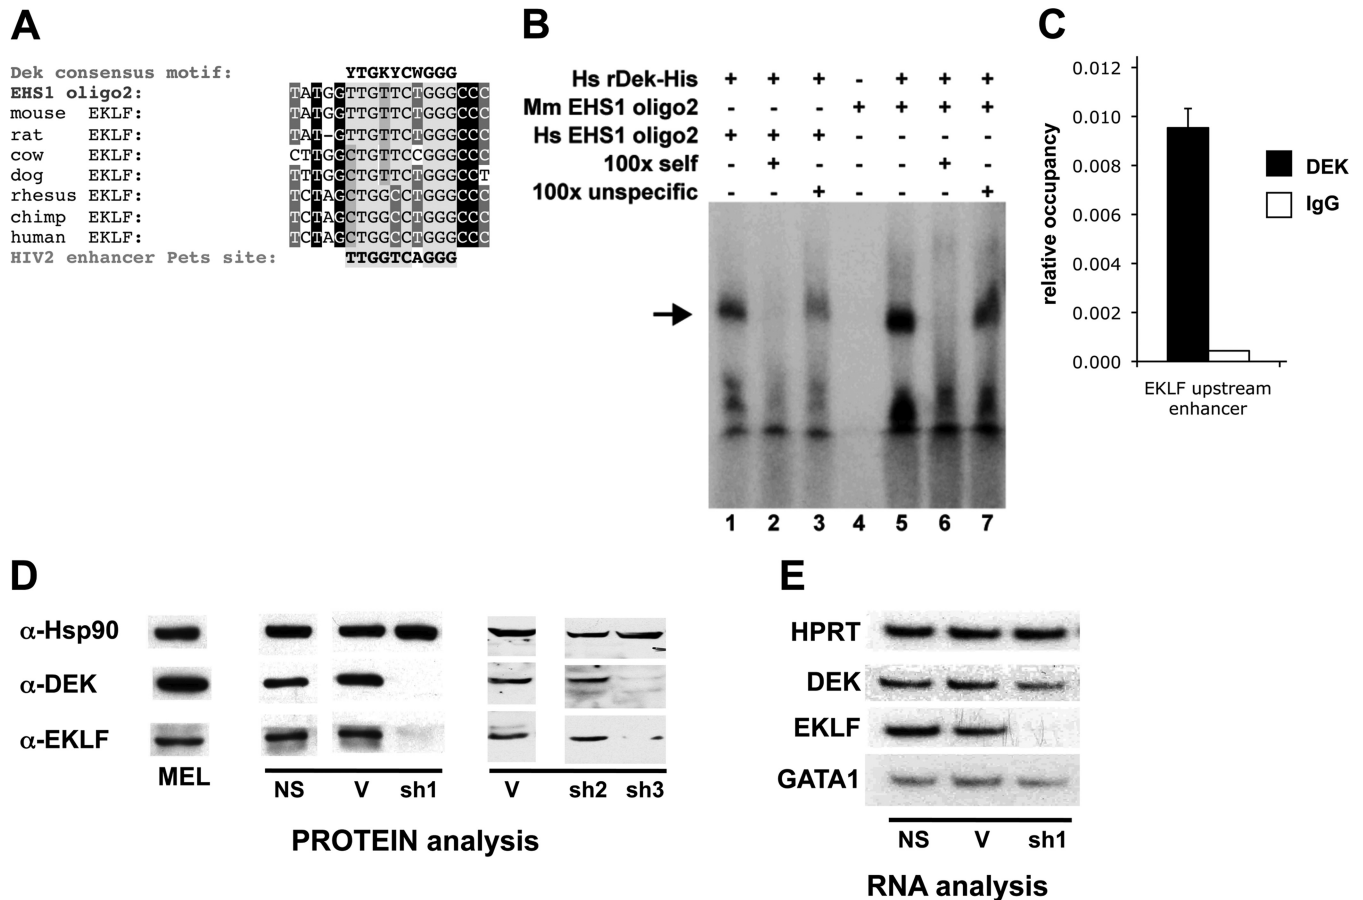 A
Dek consensus motif: YTGKYCWGGG
EHS1 oligo2: TATGGTTGTTCTGGGCCC
mouse EKLF: TATGGTTGTTCTGGGCCC
rat EKLF: TAT-GTTGTTCTGGGCCC
cow EKLF: CTTGGCTGTTCCGGGCCC
dog EKLF: TTTGGCTGTTCTGGGCCT
rhesus EKLF: TCTAGCTGGCCTGGGCCC
chimp EKLF: TCTAGCTGGCCTGGGCCC
human EKLF: TCTAGCTGGCCTGGGCCC
HIV2 enhancer Pets site: TTGGTCAGGG
B
Hs rDek-His + + + - + + +
Mm EHS1 oligo2 - - - + + + +
Hs EHS1 oligo2 + + + - - - -
100x self - + - - - + -
100x unspecific - - + - - - +
1 2 3 4 5 6 7
C
relative occupancy
0.012
0.010
0.008
0.006
0.004
0.002
0.000
EKLF upstream
enhancer
DEK
IgG
D
α-Hsp90
α-DEK
α-EKLF
MEL
NS V sh1
V sh2 sh3
PROTEIN analysis
E
HPRT
DEK
EKLF
GATA1
NS V sh1
RNA analysis